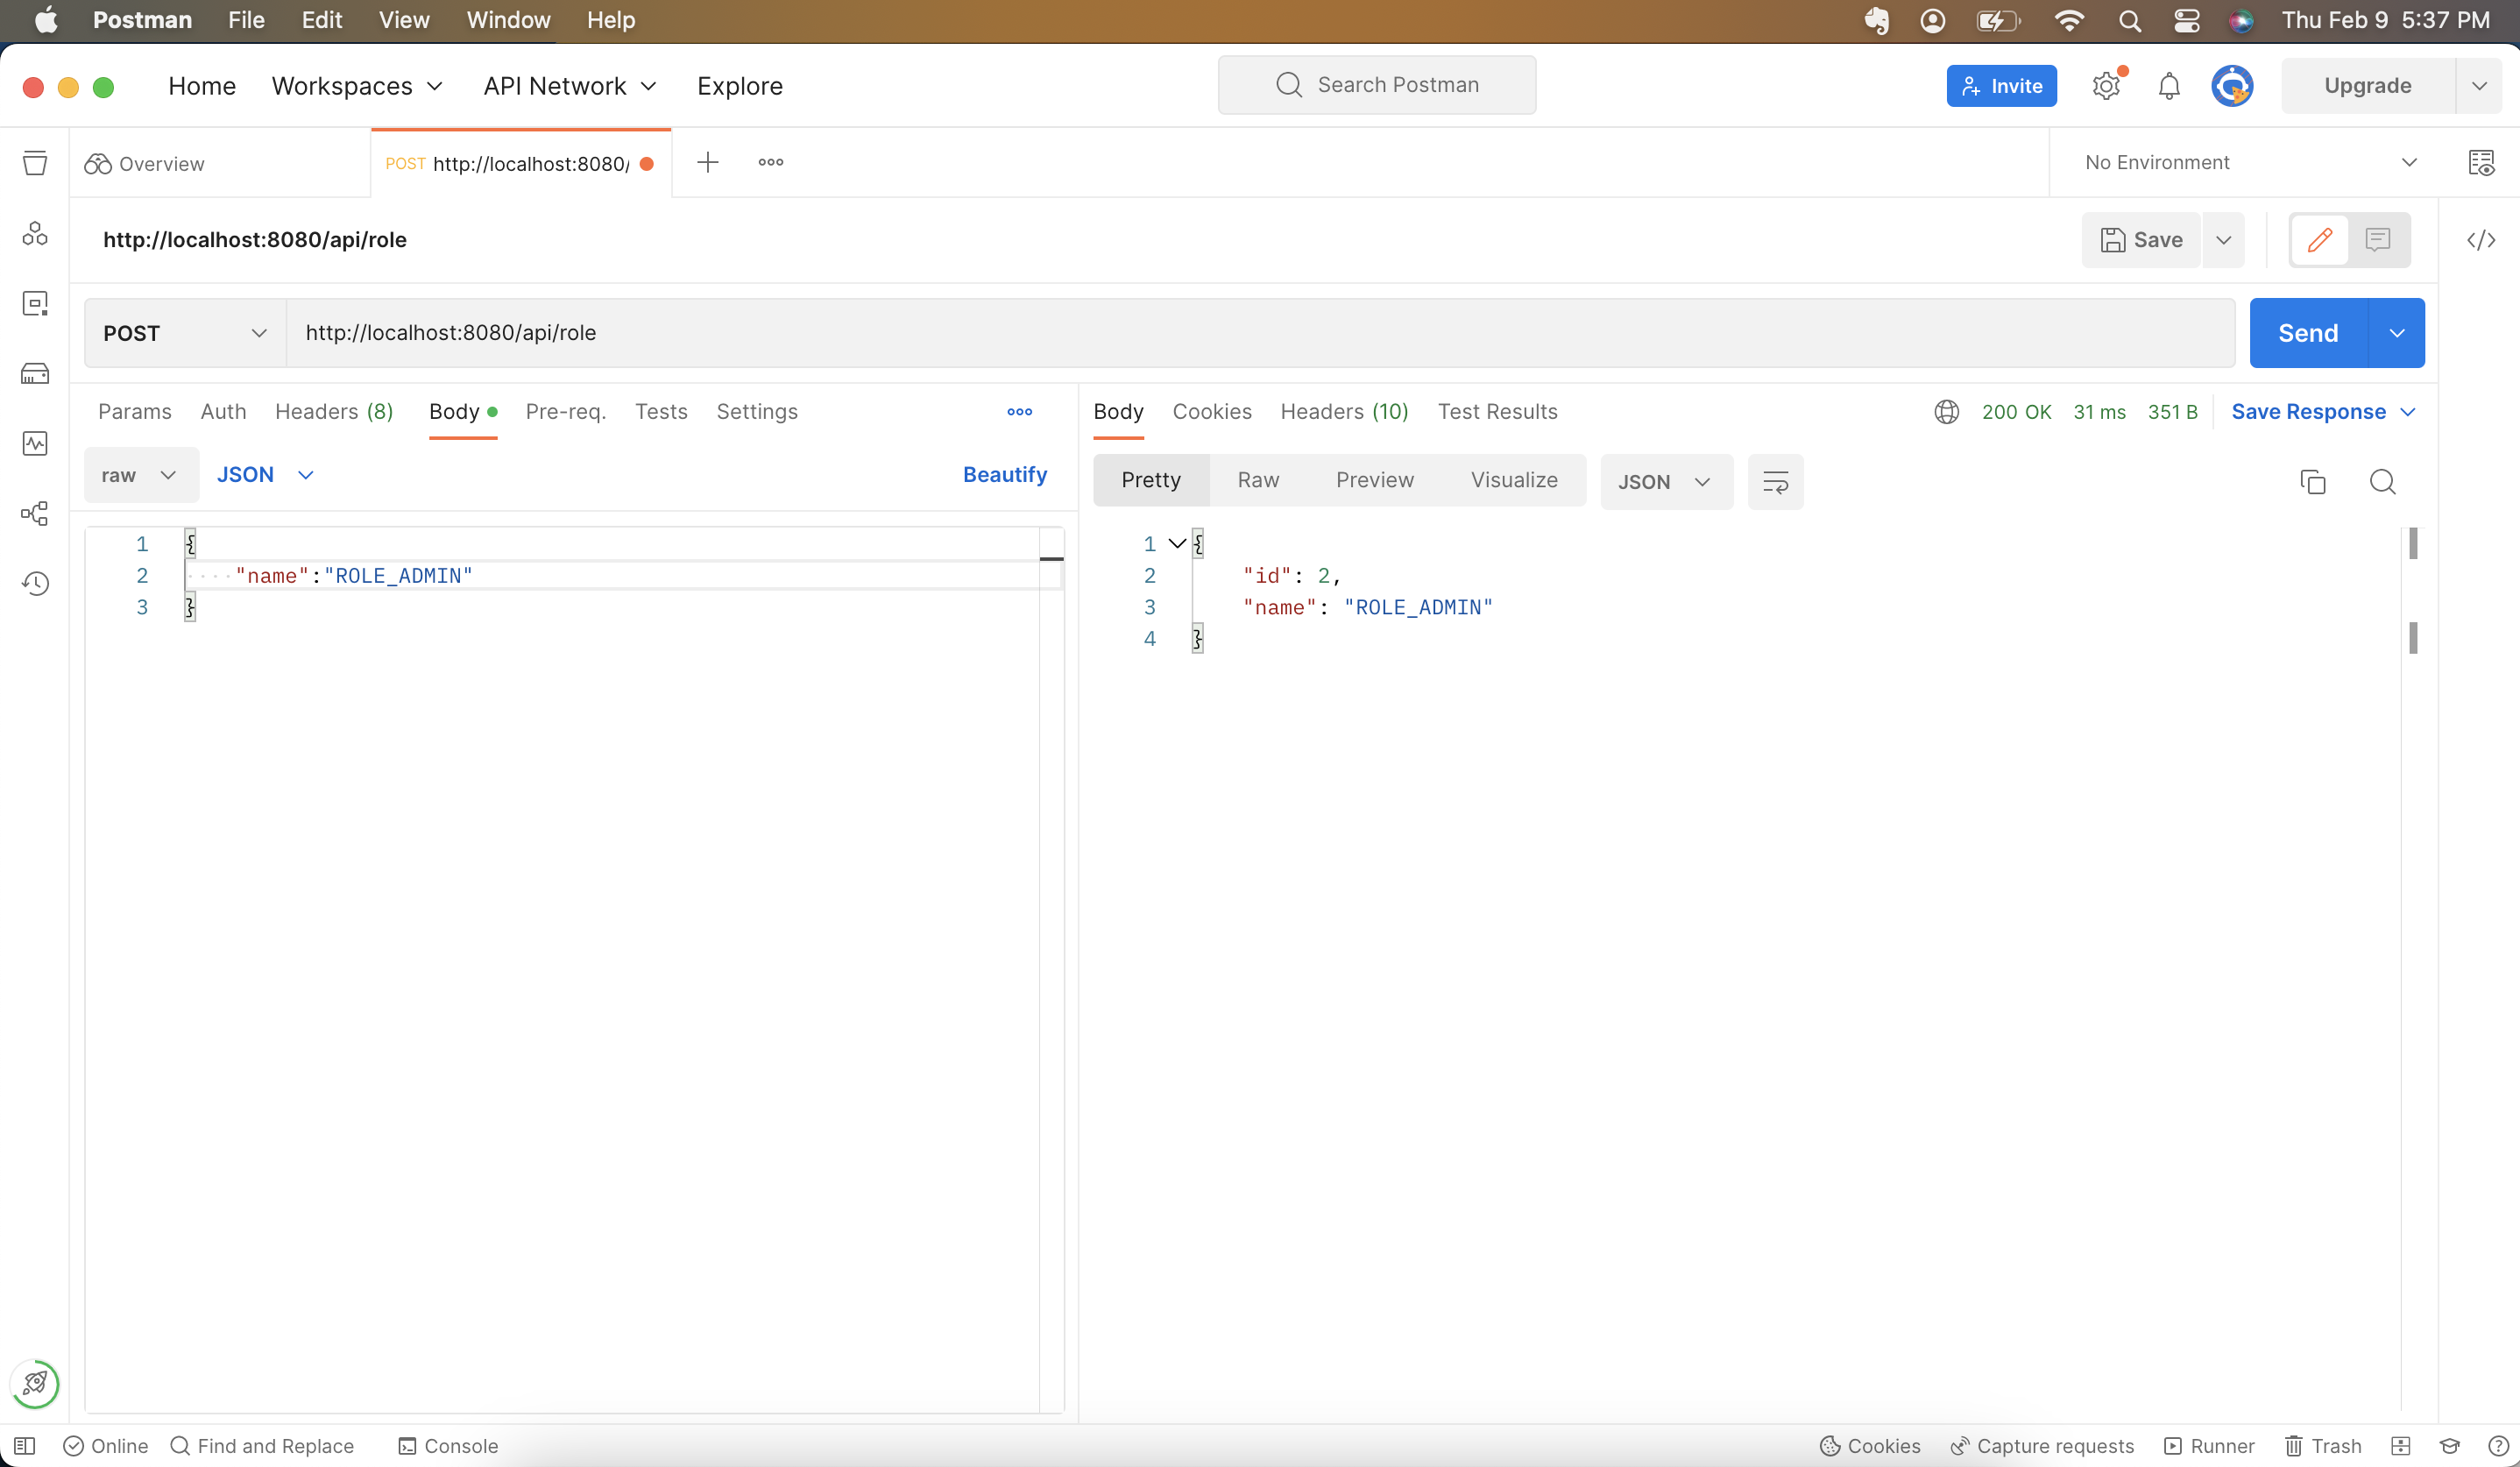 Postman File Edit View Window Help Thu Feb 9 5:37 PM
Home Workspaces API Network Explore Search Postman Invite Upgrade
Overview POST http://localhost:8080/ No Environment
http://localhost:8080/api/role Save
POST http://localhost:8080/api/role Send
Params Auth Headers (8) Body Pre-req. Tests Settings Body Cookies Headers (10) Test Results 200 OK 31 ms 351 B Save Response
raw JSON Beautify Pretty Raw Preview Visualize JSON
1 {
2 ····"name":"ROLE_ADMIN"
3 }
1 {
2 "id": 2,
3 "name": "ROLE_ADMIN"
4 }
Online Find and Replace Console Cookies Capture requests Runner Trash